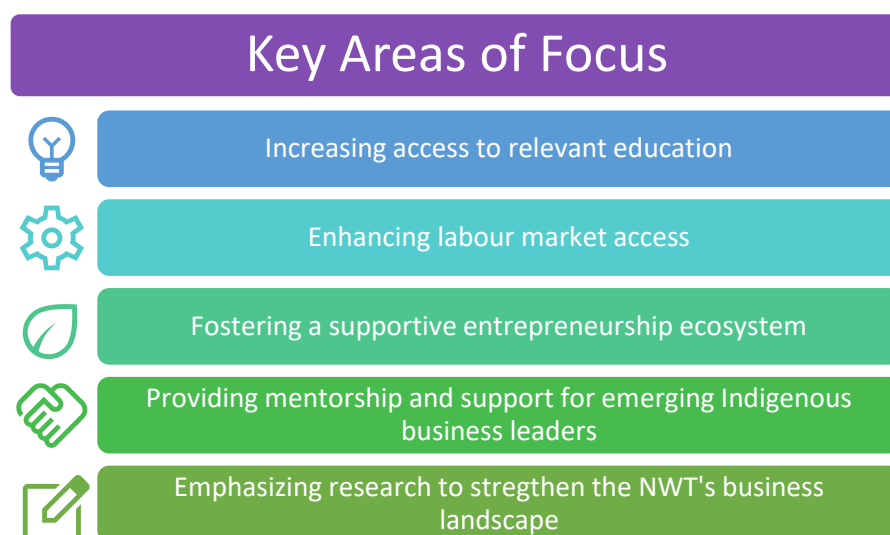 Key Areas of Focus
Increasing access to relevant education
Enhancing labour market access
Fostering a supportive entrepreneurship ecosystem
Providing mentorship and support for emerging Indigenous
business leaders
Emphasizing research to stregthen the NWT's business
landscape